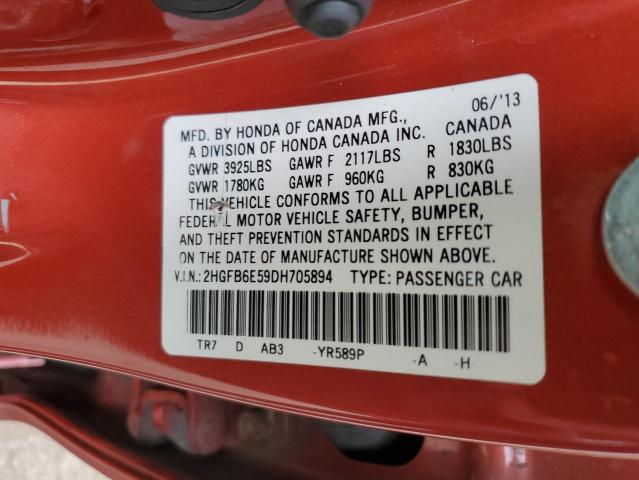 06/'13
MFD. BY HONDA OF CANADA MFG.,
A DIVISION OF HONDA CANADA INC. CANADA
GVWR 3925LBS GAWR F 2117LBS R 1830LBS
GVWR 1780KG GAWR F 960KG R 830KG
THIS VEHICLE CONFORMS TO ALL APPLICABLE
FEDERAL MOTOR VEHICLE SAFETY, BUMPER,
AND THEFT PREVENTION STANDARDS IN EFFECT
ON THE DATE OF MANUFACTURE SHOWN ABOVE.
V.I.N.: 2HGFB6E59DH705894 TYPE: PASSENGER CAR
TR7 D AB3 -YR589P -A -H